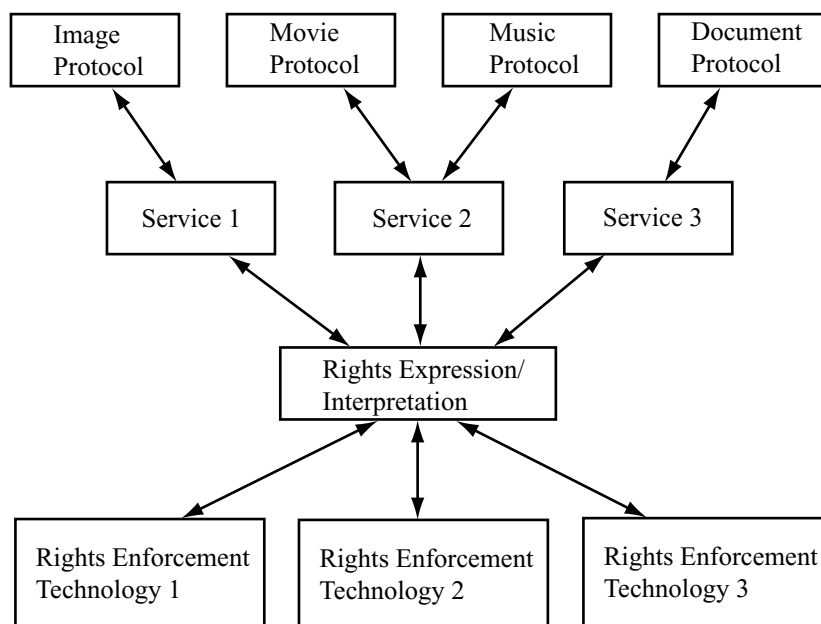 Image
Protocol
Movie
Protocol
Music
Protocol
Document
Protocol
Service 1
Service 2
Service 3
Rights Expression/
Interpretation
Rights Enforcement
Technology 1
Rights Enforcement
Technology 2
Rights Enforcement
Technology 3